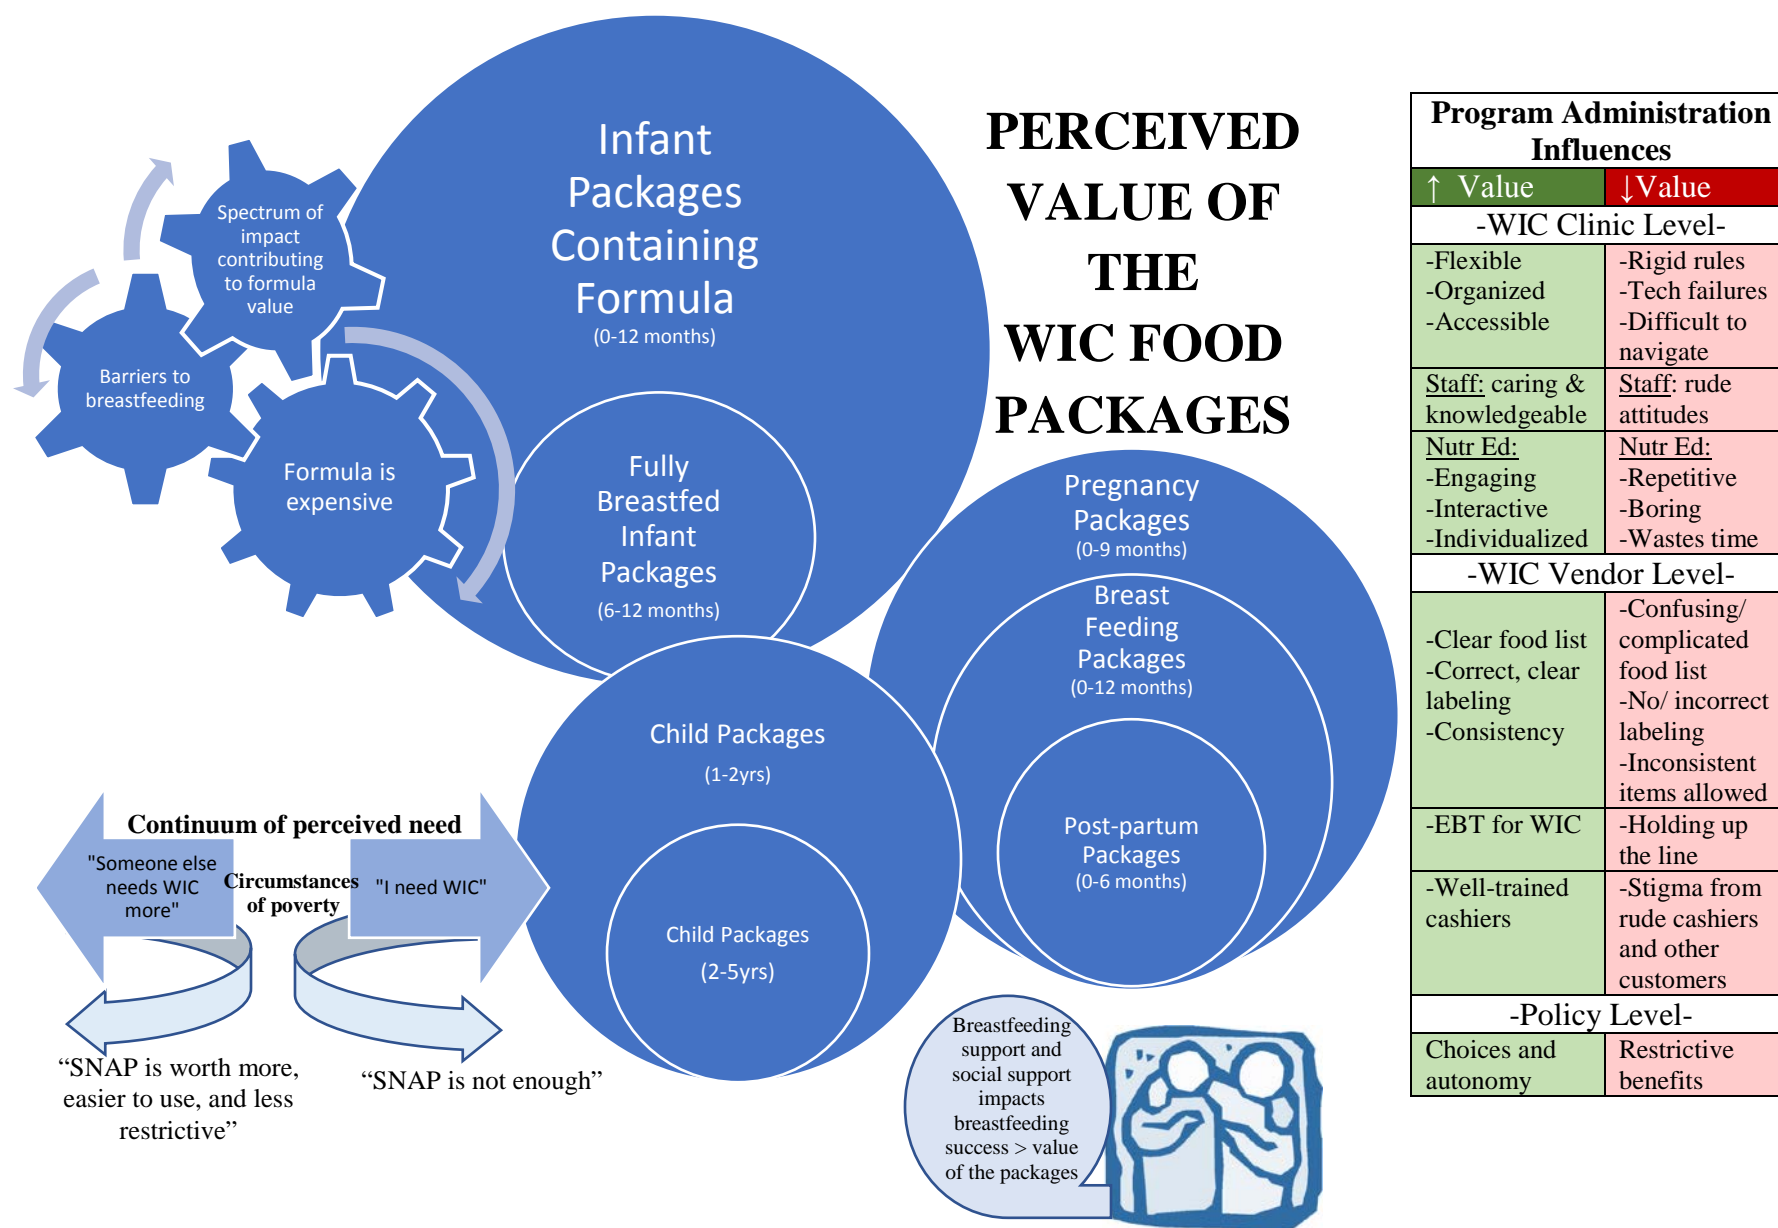 PERCEIVED
VALUE OF
THE
WIC FOOD
PACKAGES
Infant
Packages
Containing
Formula
(0-12 months)
Fully
Breastfed
Infant
Packages
(6-12 months)
Spectrum of
impact
contributing
to formula
value
Barriers to
breastfeeding
Formula is
expensive
Pregnancy
Packages
(0-9 months)
Breast
Feeding
Packages
(0-12 months)
Post-partum
Packages
(0-6 months)
Child Packages
(1-2yrs)
Child Packages
(2-5yrs)
Continuum of perceived need
"Someone else
needs WIC
more"
Circumstances
of poverty
"I need WIC"
“SNAP is worth more,
easier to use, and less
restrictive”
“SNAP is not enough”
Breastfeeding
support and
social support
impacts
breastfeeding
success > value
of the packages
Program Administration
Influences
↑ Value
↓Value
-WIC Clinic Level-
-Flexible
-Organized
-Accessible
-Rigid rules
-Tech failures
-Difficult to
navigate
Staff: caring &
knowledgeable
Staff: rude
attitudes
Nutr Ed:
-Engaging
-Interactive
-Individualized
Nutr Ed:
-Repetitive
-Boring
-Wastes time
-WIC Vendor Level-
-Clear food list
-Correct, clear
labeling
-Consistency
-Confusing/
complicated
food list
-No/ incorrect
labeling
-Inconsistent
items allowed
-EBT for WIC
-Holding up
the line
-Well-trained
cashiers
-Stigma from
rude cashiers
and other
customers
-Policy Level-
Choices and
autonomy
Restrictive
benefits